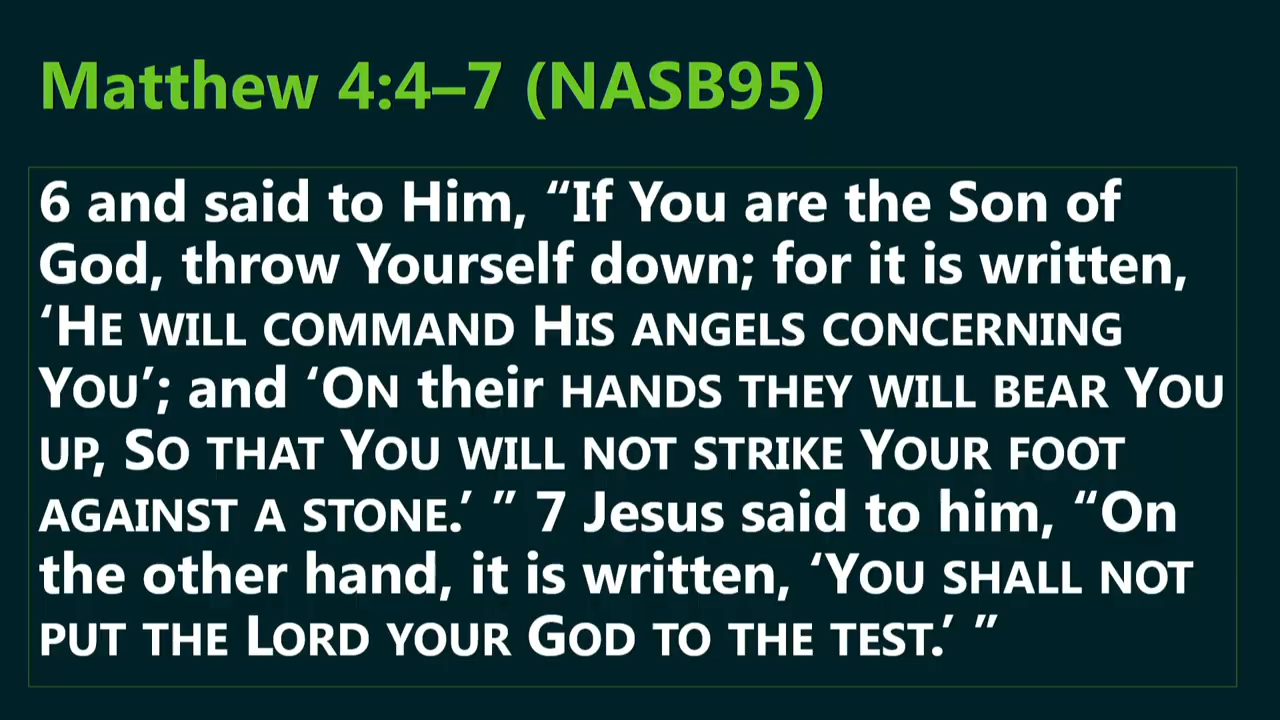 Matthew 4:4–7 (NASB95)
6 and said to Him, “If You are the Son of
God, throw Yourself down; for it is written,
‘HE WILL COMMAND HIS ANGELS CONCERNING
YOU’; and ‘ON their HANDS THEY WILL BEAR YOU
UP, SO THAT YOU WILL NOT STRIKE YOUR FOOT
AGAINST A STONE.’ ” 7 Jesus said to him, “On
the other hand, it is written, ‘YOU SHALL NOT
PUT THE LORD YOUR GOD TO THE TEST.’ ”